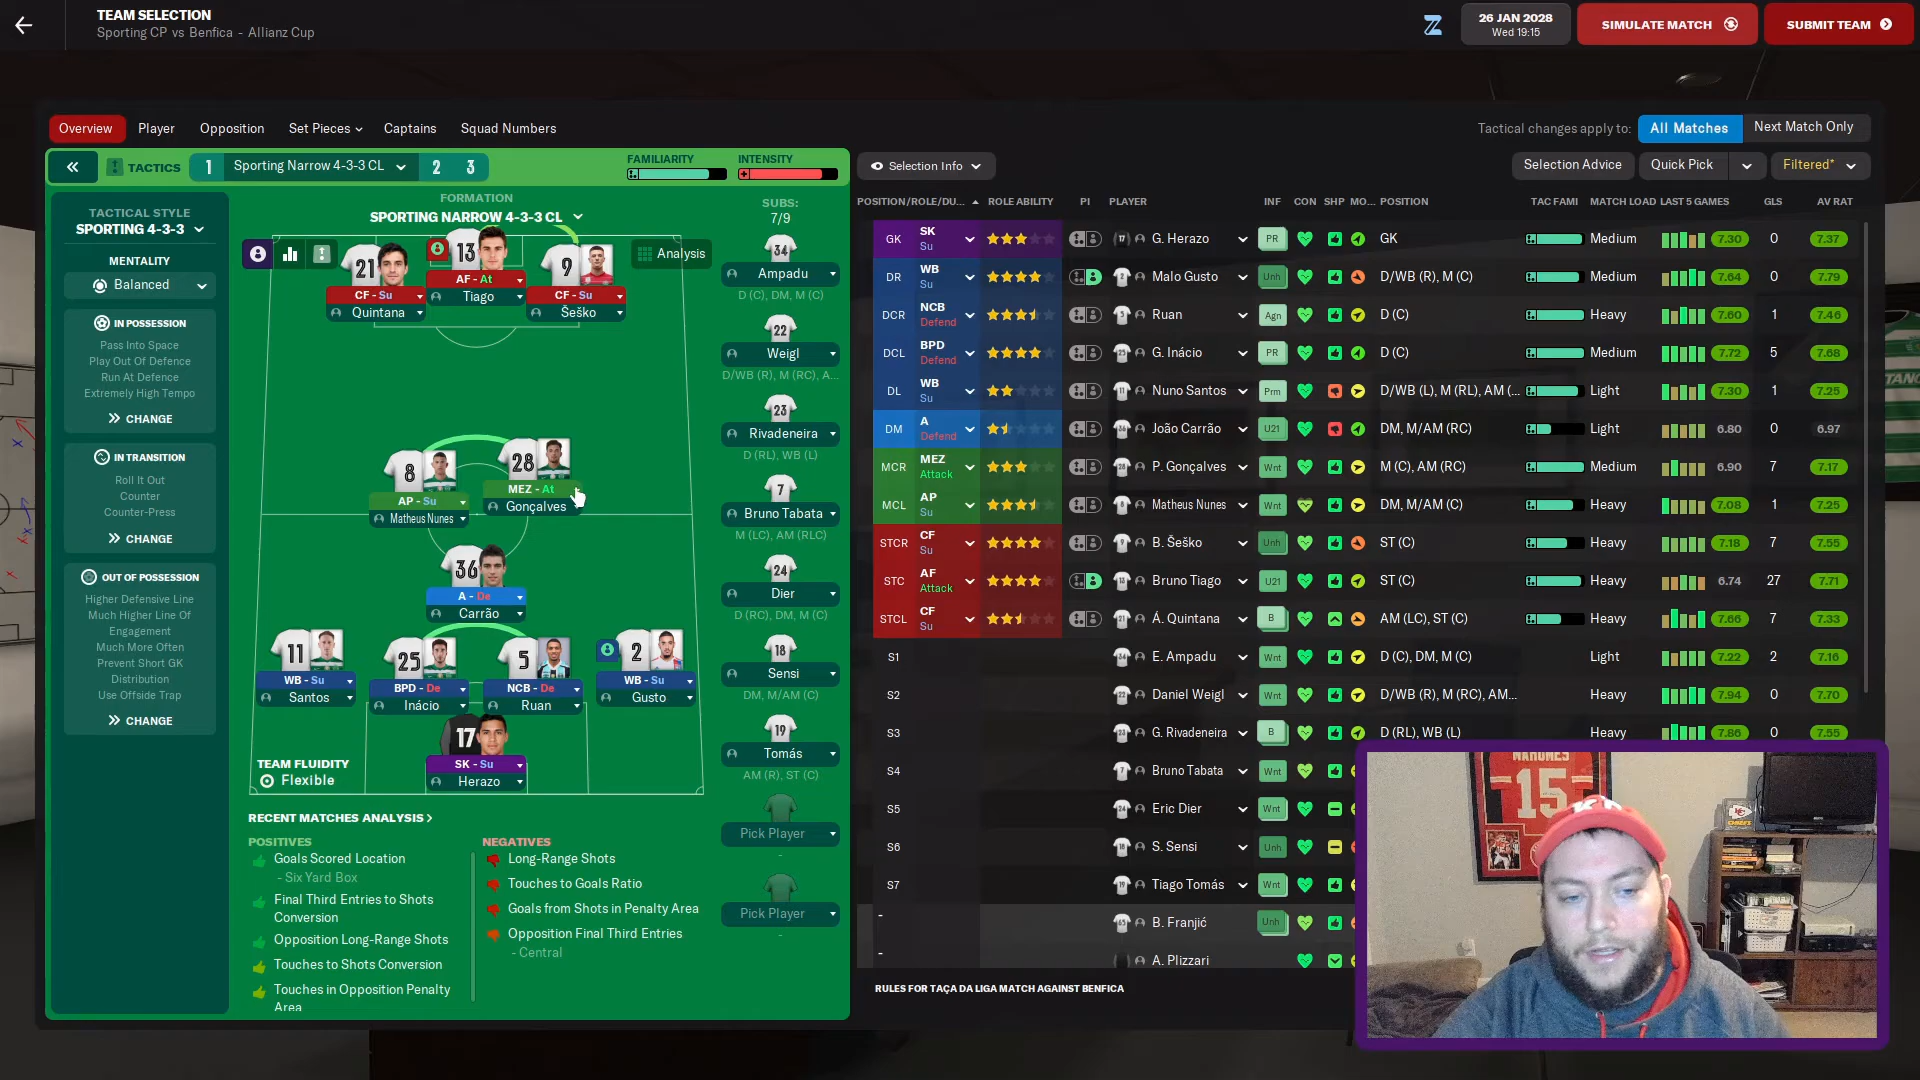 TEAM SELECTION
Sporting CP vs Benfica - Allianz Cup
26 JAN 2028
Wed 19:15
SIMULATE MATCH
SUBMIT TEAM
Overview Player Opposition Set Pieces Captains Squad Numbers
Tactical changes apply to: All Matches Next Match Only
TACTICS 1 Sporting Narrow 4-3-3 CL 2 3
FAMILIARITY INTENSITY
Selection Info
Selection Advice Quick Pick Filtered*
TACTICAL STYLE
SPORTING 4-3-3
MENTALITY
Balanced
IN POSSESSION
Pass Into Space
Play Out Of Defence
Run At Defence
Extremely High Tempo
CHANGE
IN TRANSITION
Roll It Out
Counter
Counter-Press
CHANGE
OUT OF POSSESSION
Higher Defensive Line
Much Higher Line Of
Engagement
Much More Often
Prevent Short GK
Distribution
Use Offside Trap
CHANGE
FORMATION
SPORTING NARROW 4-3-3 CL
Analysis
21
CF - Su
Quintana
13
AF - At
Tiago
9
CF - Su
Šeško
8
AP - Su
Matheus Nunes
28
MEZ - At
Gonçalves
36
A - De
Carrão
11
WB - Su
Santos
25
BPD - De
Inácio
5
NCB - De
Ruan
2
WB - Su
Gusto
17
SK - Su
Herazo
TEAM FLUIDITY
Flexible
RECENT MATCHES ANALYSIS >
POSITIVES
Goals Scored Location
- Six Yard Box
Final Third Entries to Shots
Conversion
Opposition Long-Range Shots
Touches to Shots Conversion
Touches in Opposition Penalty
Area
NEGATIVES
Long-Range Shots
Touches to Goals Ratio
Goals from Shots in Penalty Area
Opposition Final Third Entries
- Central
SUBS:
7/9
34
Ampadu
D (C), DM, M (C)
22
Weigl
D/WB (R), M (RC), A...
23
Rivadeneira
D (RL), WB (L)
7
Bruno Tabata
M (LC), AM (RLC)
24
Dier
D (RC), DM, M (C)
18
Sensi
DM, M/AM (C)
19
Tomás
AM (R), ST (C)
Pick Player
-
Pick Player
-
POSITION/ROLE/DU... ROLE ABILITY PI PLAYER INF CON SHP MO... POSITION TAC FAMI MATCH LOAD LAST 5 GAMES GLS AV RAT
GK SK Su G. Herazo PR GK Medium 7.30 0 7.37
DR WB Su Malo Gusto Unh D/WB (R), M (C) Medium 7.64 0 7.79
DCR NCB Defend Ruan Agn D (C) Heavy 7.60 1 7.46
DCL BPD Defend G. Inácio PR D (C) Medium 7.72 5 7.68
DL WB Su Nuno Santos Prm D/WB (L), M (RL), AM (... Light 7.30 1 7.25
DM A Defend João Carrão U21 DM, M/AM (RC) Light 6.80 0 6.97
MCR MEZ Attack P. Gonçalves Wnt M (C), AM (RC) Medium 6.90 7 7.17
MCL AP Su Matheus Nunes Wnt DM, M/AM (C) Heavy 7.08 1 7.25
STCR CF Su B. Šeško Unh ST (C) Heavy 7.18 7 7.55
STC AF Attack Bruno Tiago U21 ST (C) Heavy 6.74 27 7.71
STCL CF Su Á. Quintana B AM (LC), ST (C) Heavy 7.66 7 7.33
S1 E. Ampadu Wnt D (C), DM, M (C) Light 7.22 2 7.16
S2 Daniel Weigl Wnt D/WB (R), M (RC), AM... Heavy 7.94 0 7.70
S3 G. Rivadeneira B D (RL), WB (L) Heavy 7.86 0 7.55
S4 Bruno Tabata Wnt
S5 Eric Dier Wnt
S6 S. Sensi Unh
S7 Tiago Tomás Wnt
- B. Franjić Unh
- A. Plizzari
RULES FOR TAÇA DA LIGA MATCH AGAINST BENFICA
MAHOMES
15